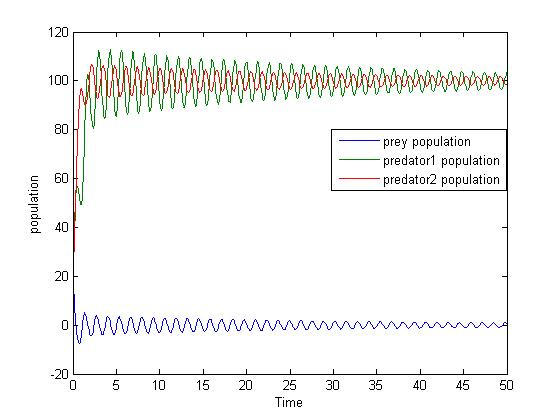 120
100
80
60
40
20
0
-20
population
prey population
predator1 population
predator2 population
0 5 10 15 20 25 30 35 40 45 50
Time